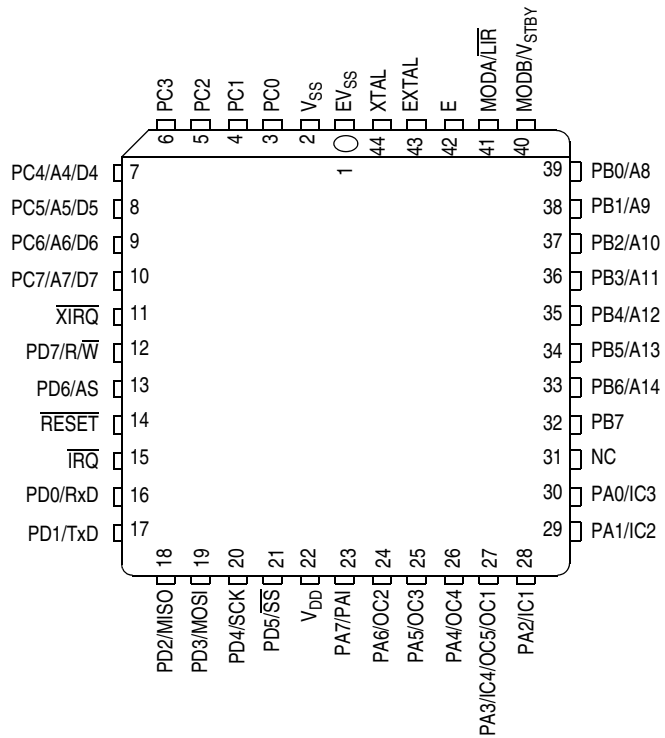 PC3
PC2
PC1
PC0
VSS
EVSS
XTAL
EXTAL
E
MODA/LIR
MODB/VSTBY
6
5
4
3
2
1
44
43
42
41
40
PC4/A4/D4 7
PC5/A5/D5 8
PC6/A6/D6 9
PC7/A7/D7 10
XIRQ 11
PD7/R/W 12
PD6/AS 13
RESET 14
IRQ 15
PD0/RxD 16
PD1/TxD 17
39 PB0/A8
38 PB1/A9
37 PB2/A10
36 PB3/A11
35 PB4/A12
34 PB5/A13
33 PB6/A14
32 PB7
31 NC
30 PA0/IC3
29 PA1/IC2
18
19
20
21
22
23
24
25
26
27
28
PD2/MISO
PD3/MOSI
PD4/SCK
PD5/SS
VDD
PA7/PAI
PA6/OC2
PA5/OC3
PA4/OC4
PA3/IC4/OC5/OC1
PA2/IC1